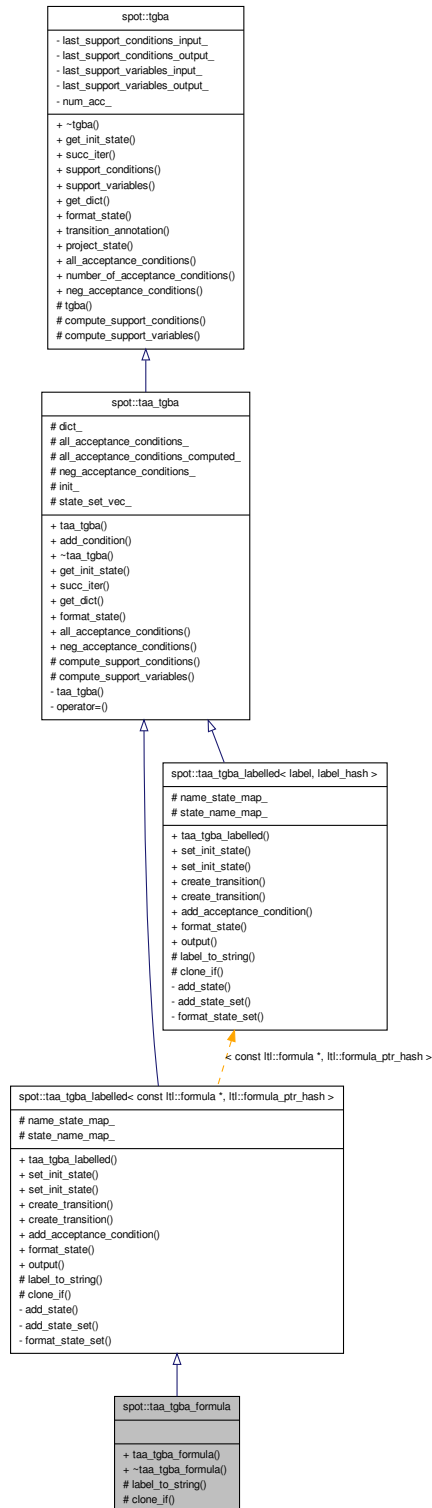 spot::tgba
- last_support_conditions_input_
- last_support_conditions_output_
- last_support_variables_input_
- last_support_variables_output_
- num_acc_
+ ~tgba()
+ get_init_state()
+ succ_iter()
+ support_conditions()
+ support_variables()
+ get_dict()
+ format_state()
+ transition_annotation()
+ project_state()
+ all_acceptance_conditions()
+ number_of_acceptance_conditions()
+ neg_acceptance_conditions()
# tgba()
# compute_support_conditions()
# compute_support_variables()
spot::taa_tgba
# dict_
# all_acceptance_conditions_
# all_acceptance_conditions_computed_
# neg_acceptance_conditions_
# init_
# state_set_vec_
+ taa_tgba()
+ add_condition()
+ ~taa_tgba()
+ get_init_state()
+ succ_iter()
+ get_dict()
+ format_state()
+ all_acceptance_conditions()
+ neg_acceptance_conditions()
# compute_support_conditions()
# compute_support_variables()
- taa_tgba()
- operator=()
spot::taa_tgba_labelled< label, label_hash >
# name_state_map_
# state_name_map_
+ taa_tgba_labelled()
+ set_init_state()
+ set_init_state()
+ create_transition()
+ create_transition()
+ add_acceptance_condition()
+ format_state()
+ output()
# label_to_string()
# clone_if()
- add_state()
- add_state_set()
- format_state_set()
< const ltl::formula *, ltl::formula_ptr_hash >
spot::taa_tgba_labelled< const ltl::formula *, ltl::formula_ptr_hash >
# name_state_map_
# state_name_map_
+ taa_tgba_labelled()
+ set_init_state()
+ set_init_state()
+ create_transition()
+ create_transition()
+ add_acceptance_condition()
+ format_state()
+ output()
# label_to_string()
# clone_if()
- add_state()
- add_state_set()
- format_state_set()
spot::taa_tgba_formula
+ taa_tgba_formula()
+ ~taa_tgba_formula()
# label_to_string()
# clone_if()